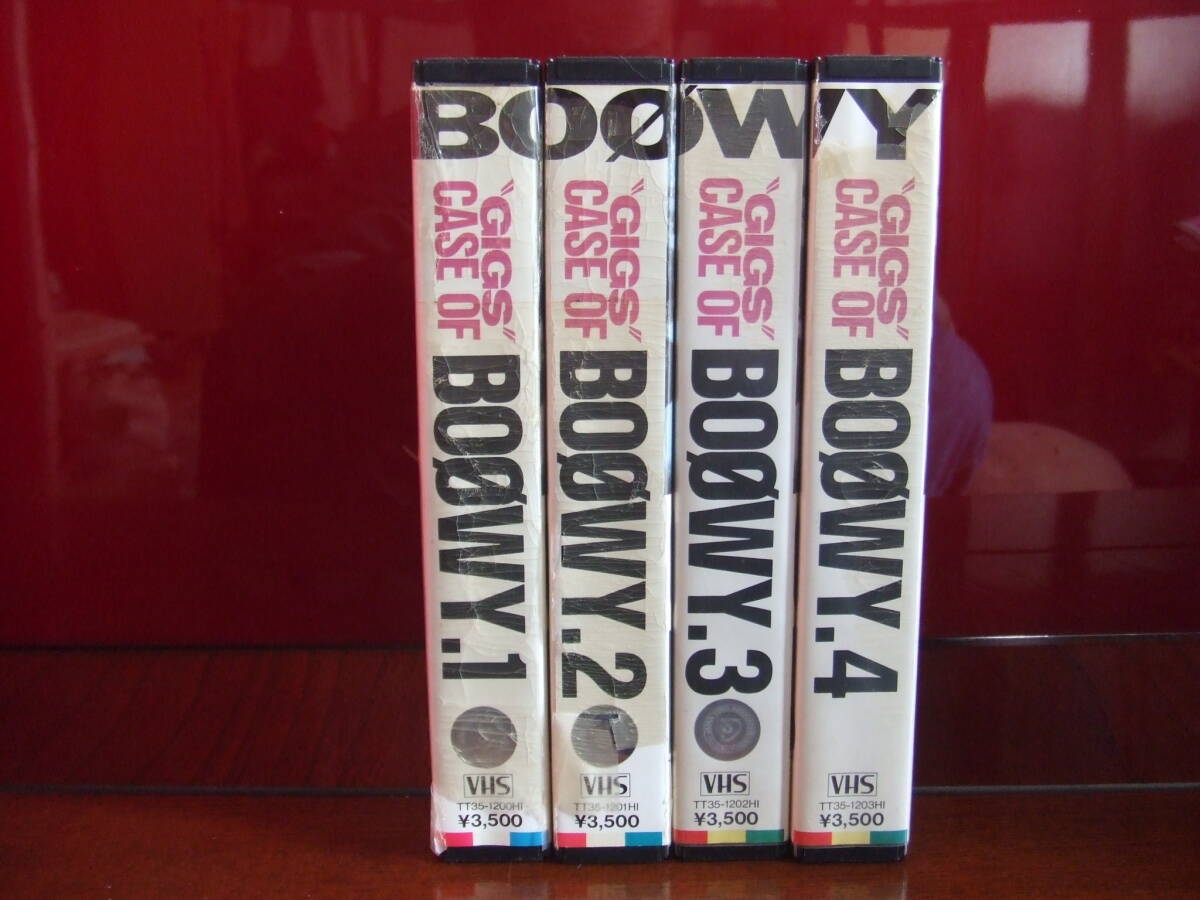 BOØWY
"GIGS"
CASE OF
BOØWY.1
VHS
TT35-1200HI
¥3,500
"GIGS"
CASE OF
BOØWY.2
VHS
TT35-1201HI
¥3,500
"GIGS"
CASE OF
BOØWY.3
VHS
TT35-1202HI
¥3,500
"GIGS"
CASE OF
BOØWY.4
VHS
TT35-1203HI
¥3,500